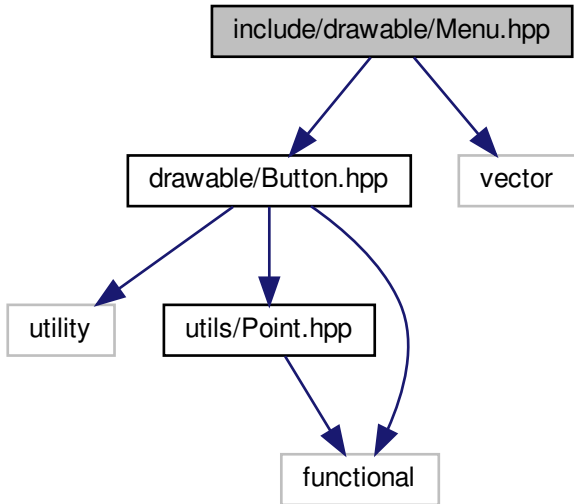 include/drawable/Menu.hpp
drawable/Button.hpp
vector
utility
utils/Point.hpp
functional